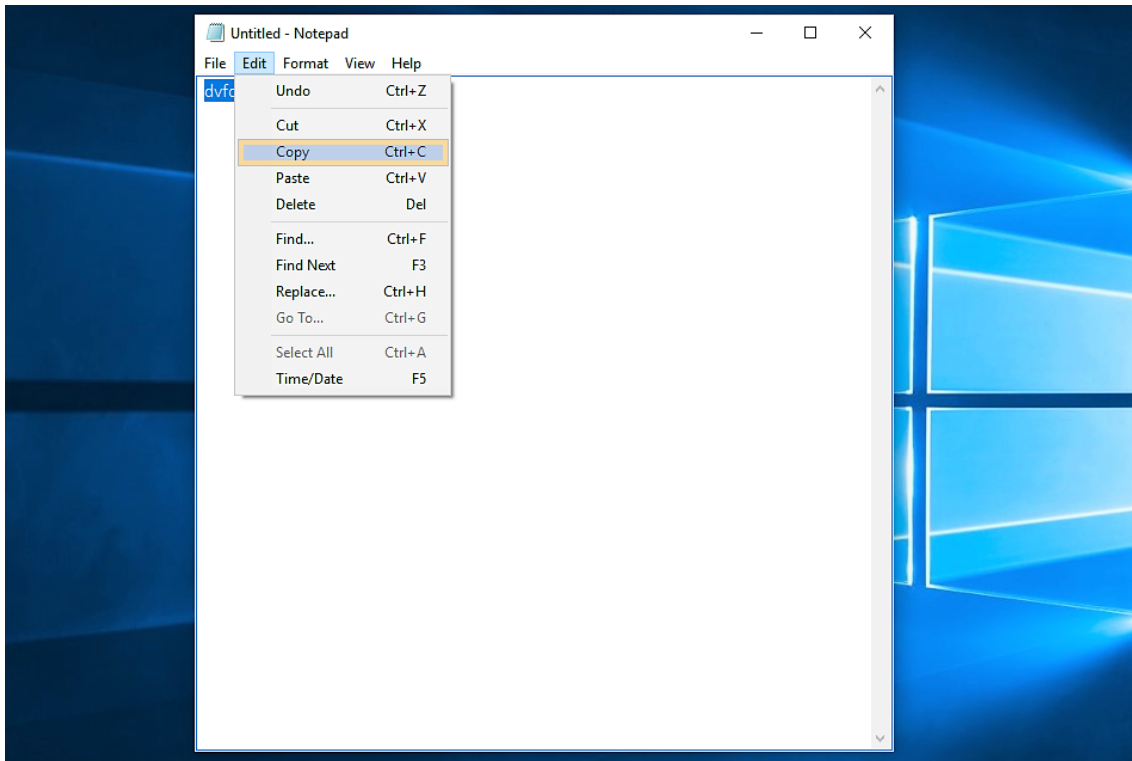 Untitled - Notepad
File Edit Format View Help
Undo Ctrl+Z
Cut Ctrl+X
Copy Ctrl+C
Paste Ctrl+V
Delete Del
Find... Ctrl+F
Find Next F3
Replace... Ctrl+H
Go To... Ctrl+G
Select All Ctrl+A
Time/Date F5